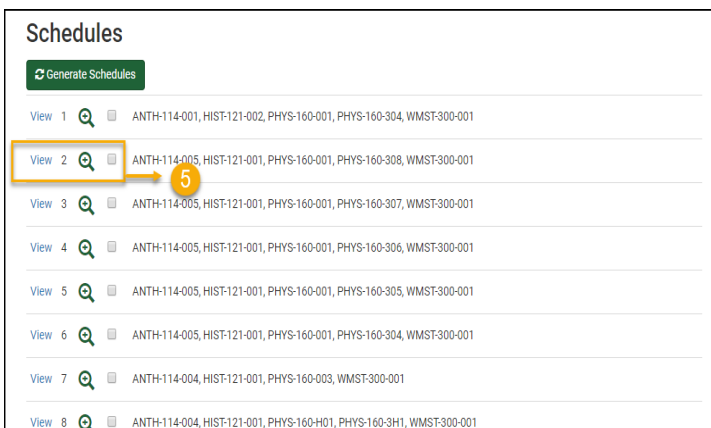 Schedules
Generate Schedules
View 1 ANTH-114-001, HIST-121-002, PHYS-160-001, PHYS-160-304, WMST-300-001
View 2 ANTH-114-005, HIST-121-001, PHYS-160-001, PHYS-160-308, WMST-300-001
5
View 3 ANTH-114-005, HIST-121-001, PHYS-160-001, PHYS-160-307, WMST-300-001
View 4 ANTH-114-005, HIST-121-001, PHYS-160-001, PHYS-160-306, WMST-300-001
View 5 ANTH-114-005, HIST-121-001, PHYS-160-001, PHYS-160-305, WMST-300-001
View 6 ANTH-114-005, HIST-121-001, PHYS-160-001, PHYS-160-304, WMST-300-001
View 7 ANTH-114-004, HIST-121-001, PHYS-160-003, WMST-300-001
View 8 ANTH-114-004, HIST-121-001, PHYS-160-H01, PHYS-160-3H1, WMST-300-001